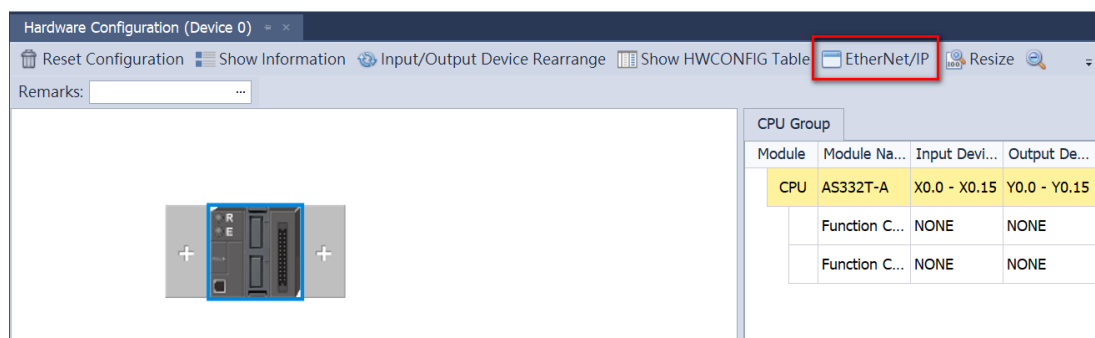 Hardware Configuration (Device 0)
Reset Configuration Show Information Input/Output Device Rearrange Show HWCONFIG Table EtherNet/IP Resize
Remarks: ...
CPU Group
Module Module Na... Input Devi... Output De...
CPU AS332T-A X0.0 - X0.15 Y0.0 - Y0.15
Function C... NONE NONE
Function C... NONE NONE
R
E